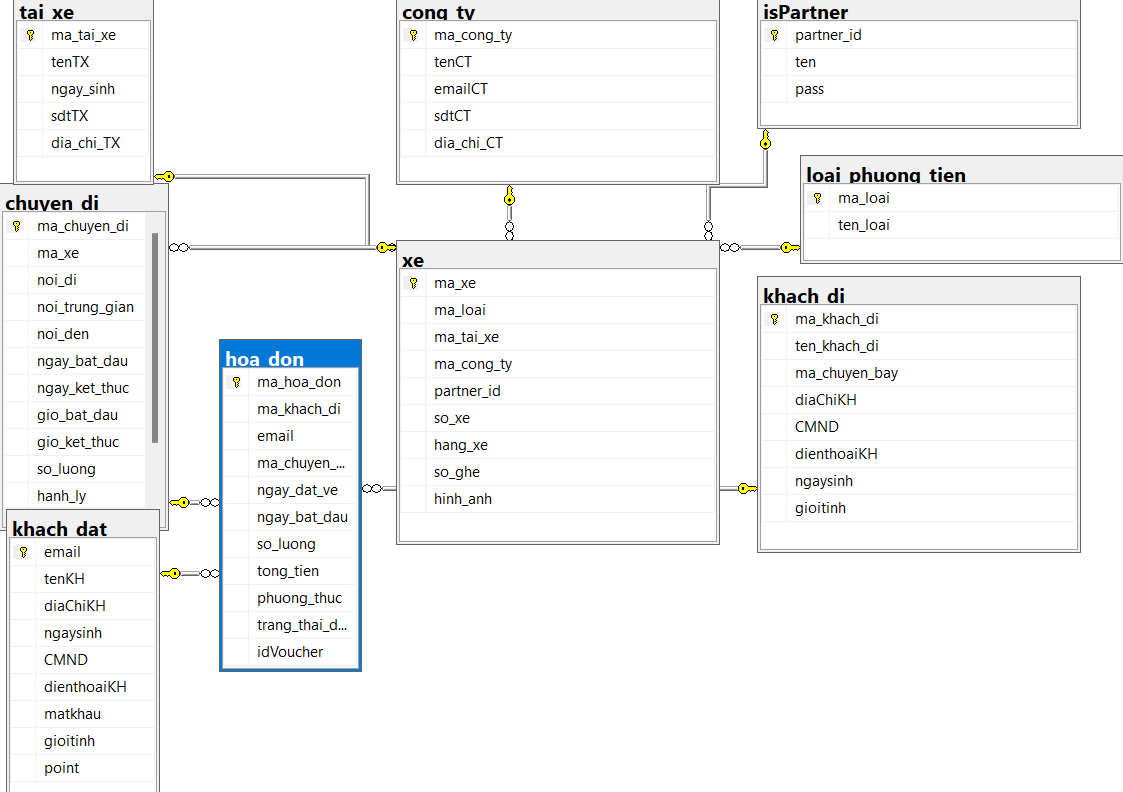 tai_xe
ma_tai_xe
tenTX
ngay_sinh
sdtTX
dia_chi_TX
cong_ty
ma_cong_ty
tenCT
emailCT
sdtCT
dia_chi_CT
isPartner
partner_id
ten
pass
loai_phuong_tien
ma_loai
ten_loai
chuyen_di
ma_chuyen_di
ma_xe
noi_di
noi_trung_gian
noi_den
ngay_bat_dau
ngay_ket_thuc
gio_bat_dau
gio_ket_thuc
so_luong
hanh_ly
xe
ma_xe
ma_loai
ma_tai_xe
ma_cong_ty
partner_id
so_xe
hang_xe
so_ghe
hinh_anh
khach_di
ma_khach_di
ten_khach_di
ma_chuyen_bay
diaChiKH
CMND
dienthoaiKH
ngaysinh
gioitinh
hoa_don
ma_hoa_don
ma_khach_di
email
ma_chuyen_...
ngay_dat_ve
ngay_bat_dau
so_luong
tong_tien
phuong_thuc
trang_thai_d...
idVoucher
khach_dat
email
tenKH
diaChiKH
ngaysinh
CMND
dienthoaiKH
matkhau
gioitinh
point